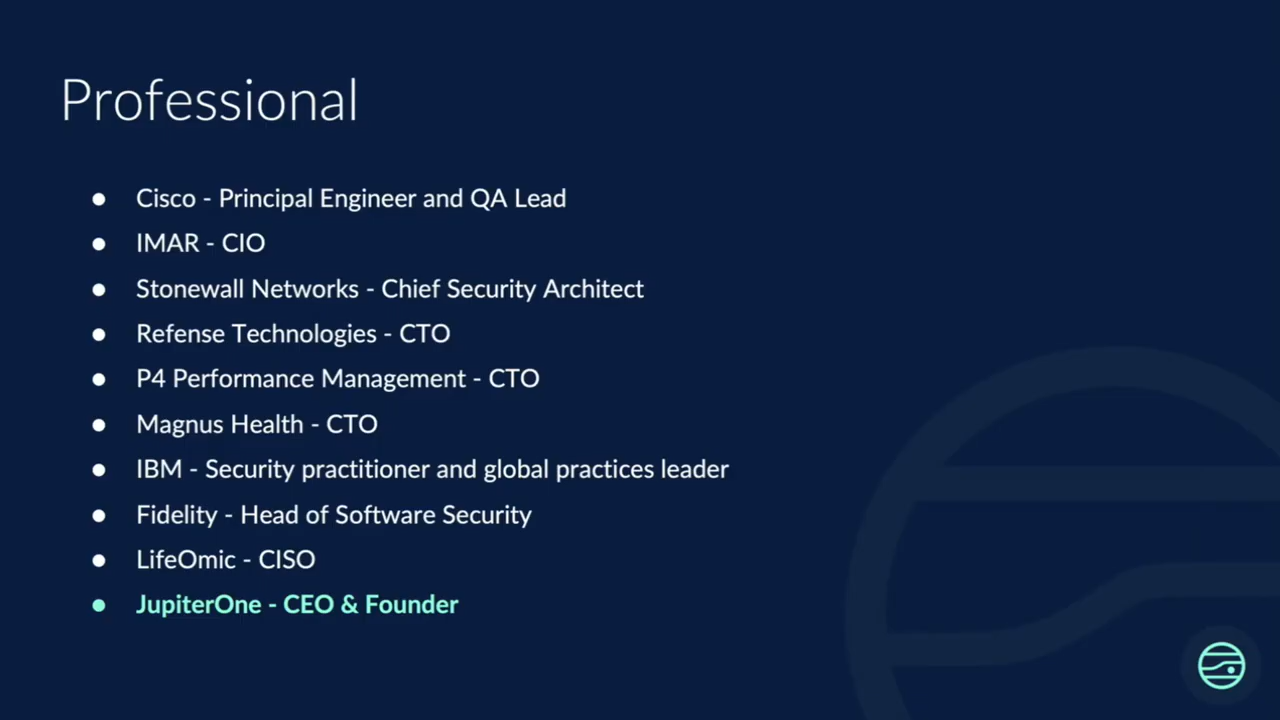 Professional
● Cisco - Principal Engineer and QA Lead
● IMAR - CIO
● Stonewall Networks - Chief Security Architect
● Refense Technologies - CTO
● P4 Performance Management - CTO
● Magnus Health - CTO
● IBM - Security practitioner and global practices leader
● Fidelity - Head of Software Security
● LifeOmic - CISO
● JupiterOne - CEO & Founder